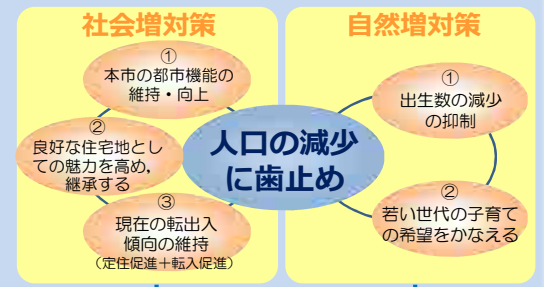 社会増対策
①
本市の都市機能の
維持・向上
②
良好な住宅地とし
ての魅力を高め，
継承する
③
現在の転出入
傾向の維持
（定住促進＋転入促進）
人口の減少
に歯止め
自然増対策
①
出生数の減少
の抑制
②
若い世代の子育て
の希望をかなえる